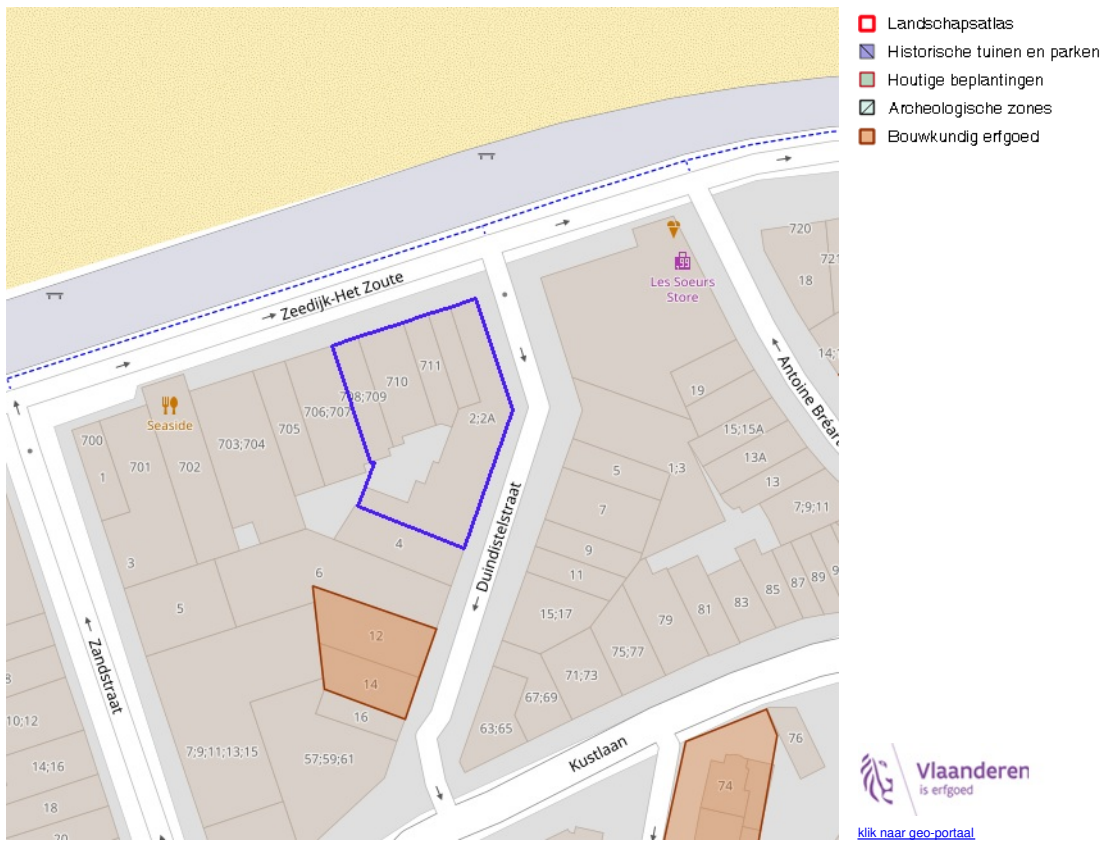 Landschapsatlas
Historische tuinen en parken
Houtige beplantingen
Archeologische zones
Bouwkundig erfgoed
Zeedijk-Het Zoute
Les Soeurs
Store
720
18
Antoine Bréart
Seaside
700
1
701
702
703;704
705
706;707
708;709
710
711
2;2A
19
15;15A
13A
13
7;9;11
1;3
5
7
9
11
15;17
Duindistelstraat
3
5
6
4
12
14
16
Zandstraat
10;12
14;16
18
20
7;9;11;13;15
57;59;61
63;65
67;69
71;73
75;77
79
81
83
85
87
89
Kustlaan
74
76
Vlaanderen
is erfgoed
klik naar geo-portaal